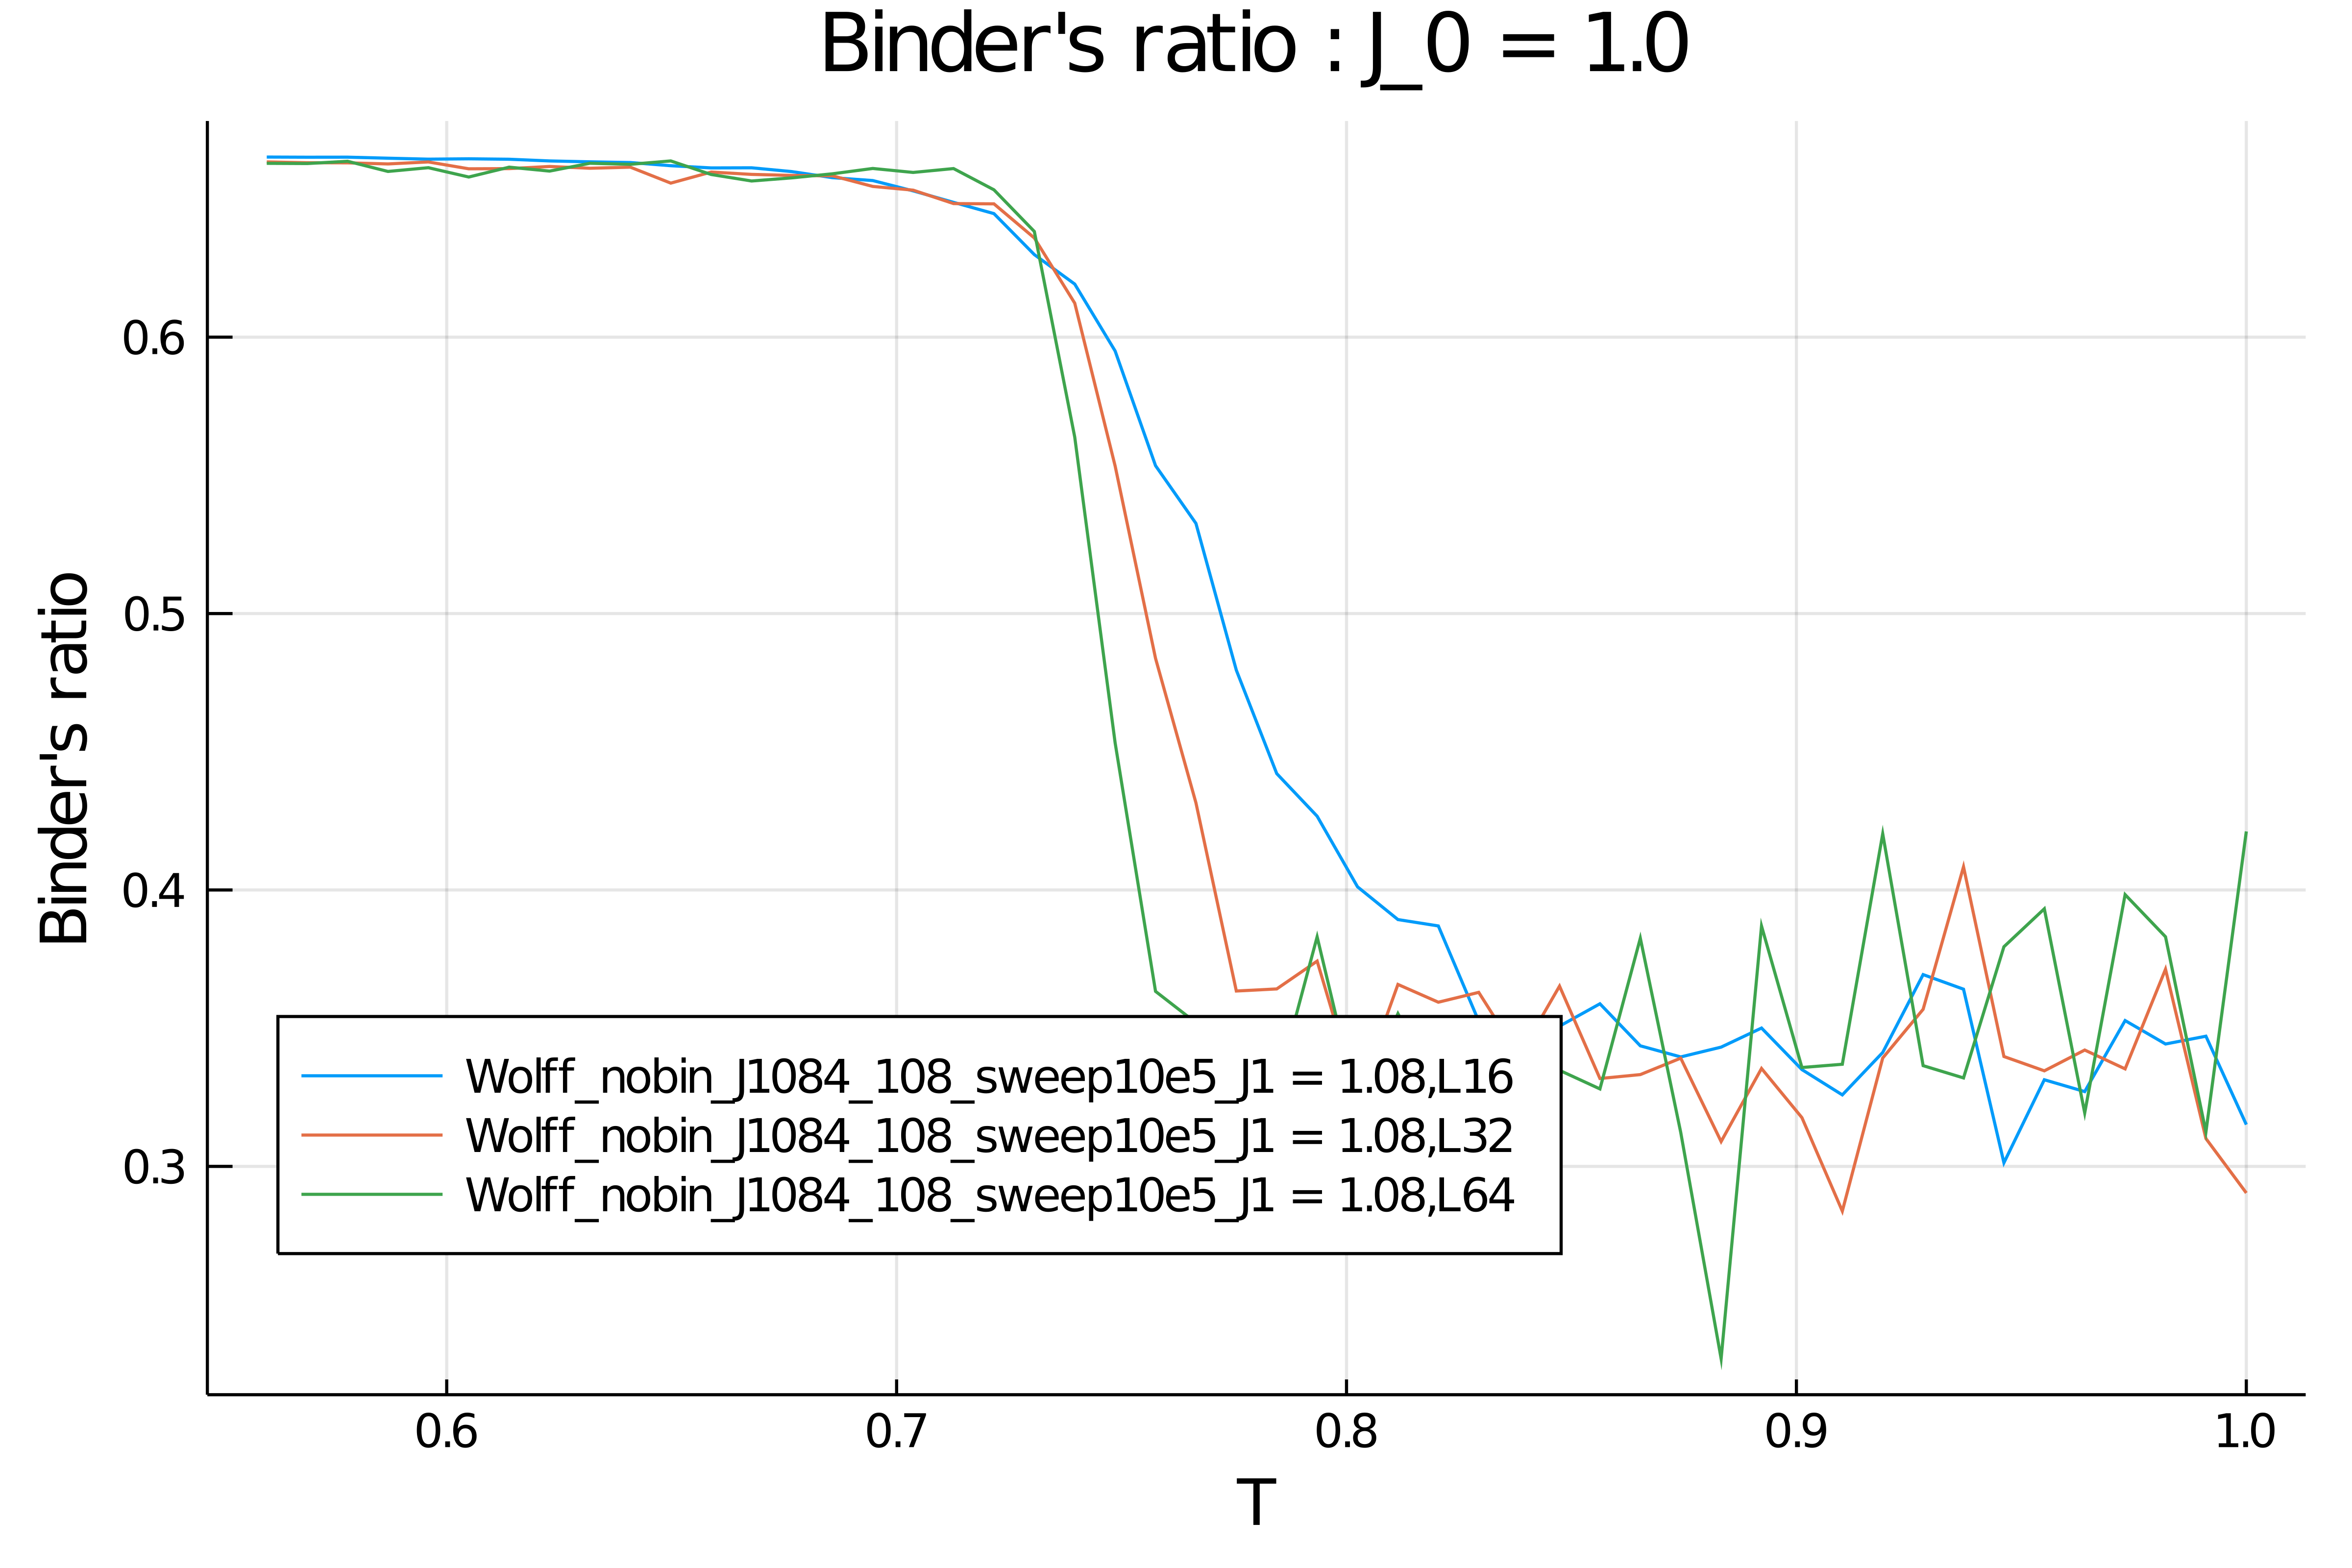 Binder's ratio : J_0 = 1.0
Binder's ratio
0.6
0.5
0.4
0.3
Wolff_nobin_J1084_108_sweep10e5_J1 = 1.08,L16
Wolff_nobin_J1084_108_sweep10e5_J1 = 1.08,L32
Wolff_nobin_J1084_108_sweep10e5_J1 = 1.08,L64
0.6 0.7 0.8 0.9 1.0
T